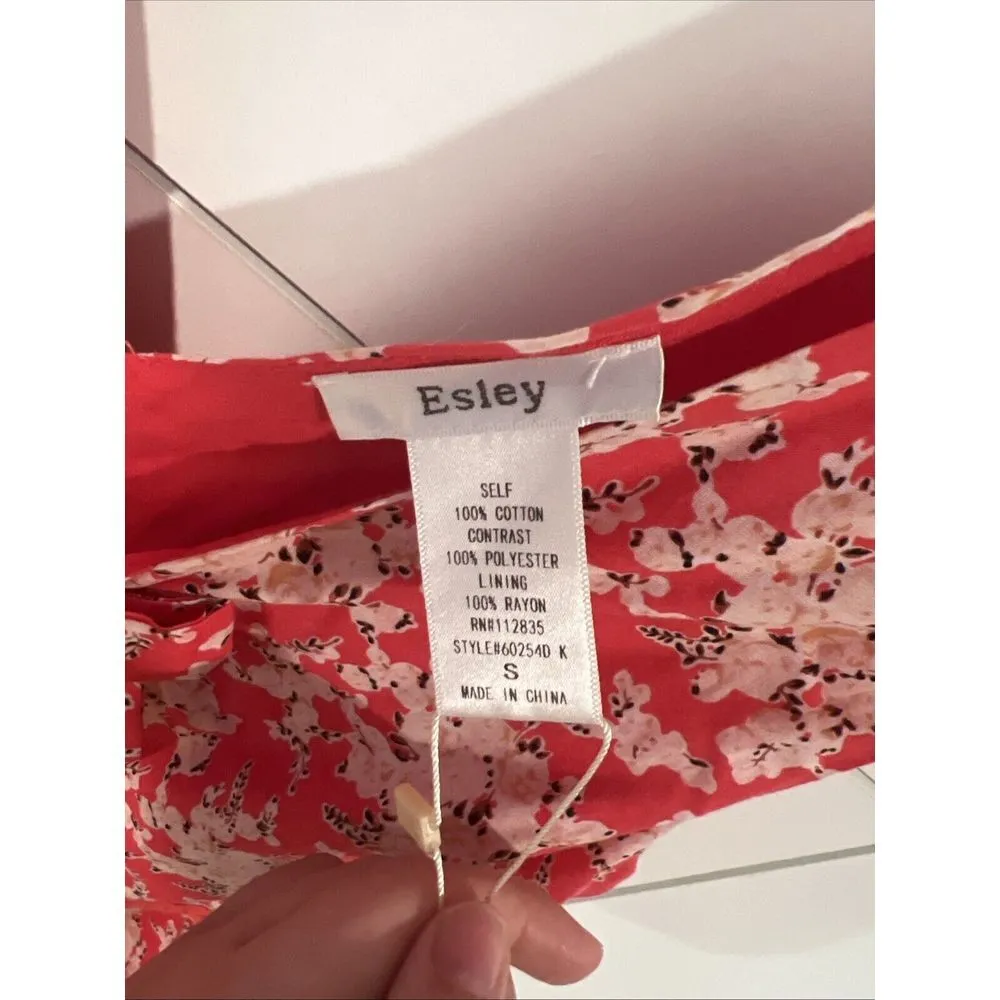 Esley
SELF
100% COTTON
CONTRAST
100% POLYESTER
LINING
100% RAYON
RN#112835
STYLE#60254D K
S
MADE IN CHINA